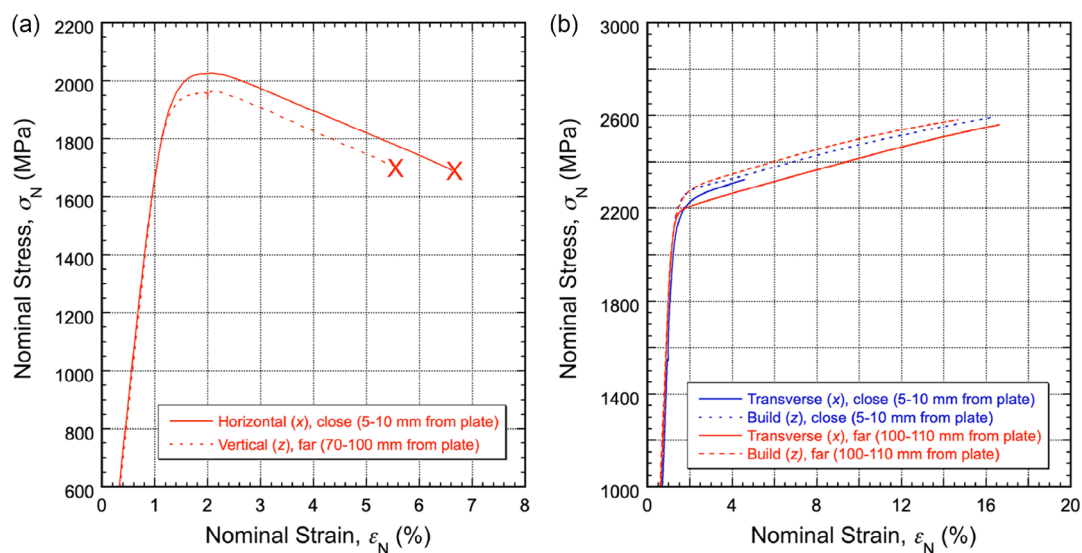 (a)
Nominal Stress, σN (MPa)
2200
2000
1800
1600
1400
1200
1000
800
600
Horizontal (x), close (5-10 mm from plate)
Vertical (z), far (70-100 mm from plate)
0 1 2 3 4 5 6 7 8
Nominal Strain, εN (%)
(b)
Nominal Stress, σN (MPa)
3000
2600
2200
1800
1400
1000
Transverse (x), close (5-10 mm from plate)
Build (z), close (5-10 mm from plate)
Transverse (x), far (100-110 mm from plate)
Build (z), far (100-110 mm from plate)
0 4 8 12 16 20
Nominal Strain, εN (%)